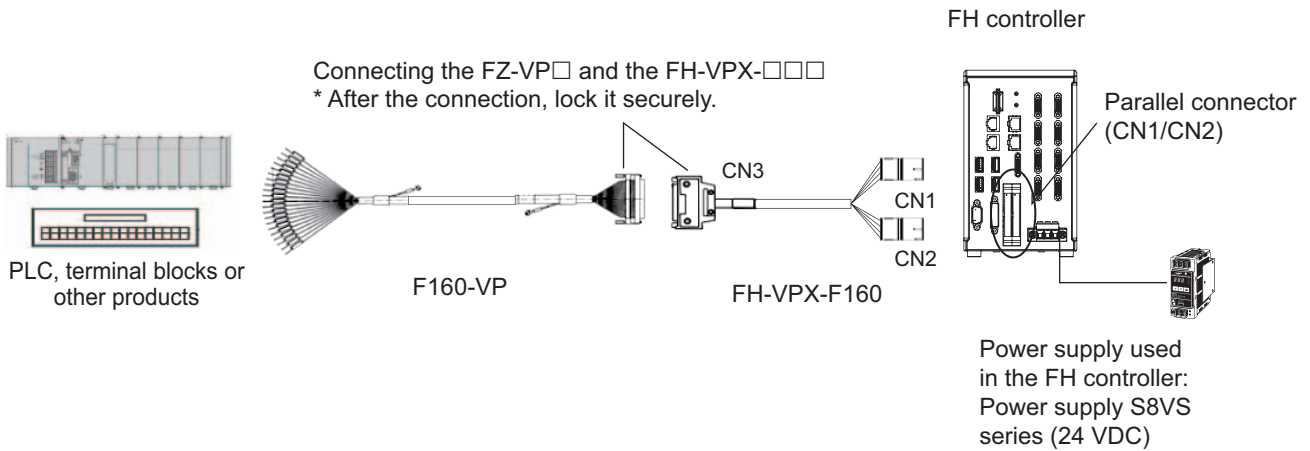 FH controller
Connecting the FZ-VP□ and the FH-VPX-□□□
* After the connection, lock it securely.
Parallel connector
(CN1/CN2)
CN3
CN1
CN2
PLC, terminal blocks or
other products
F160-VP
FH-VPX-F160
Power supply used
in the FH controller:
Power supply S8VS
series (24 VDC)